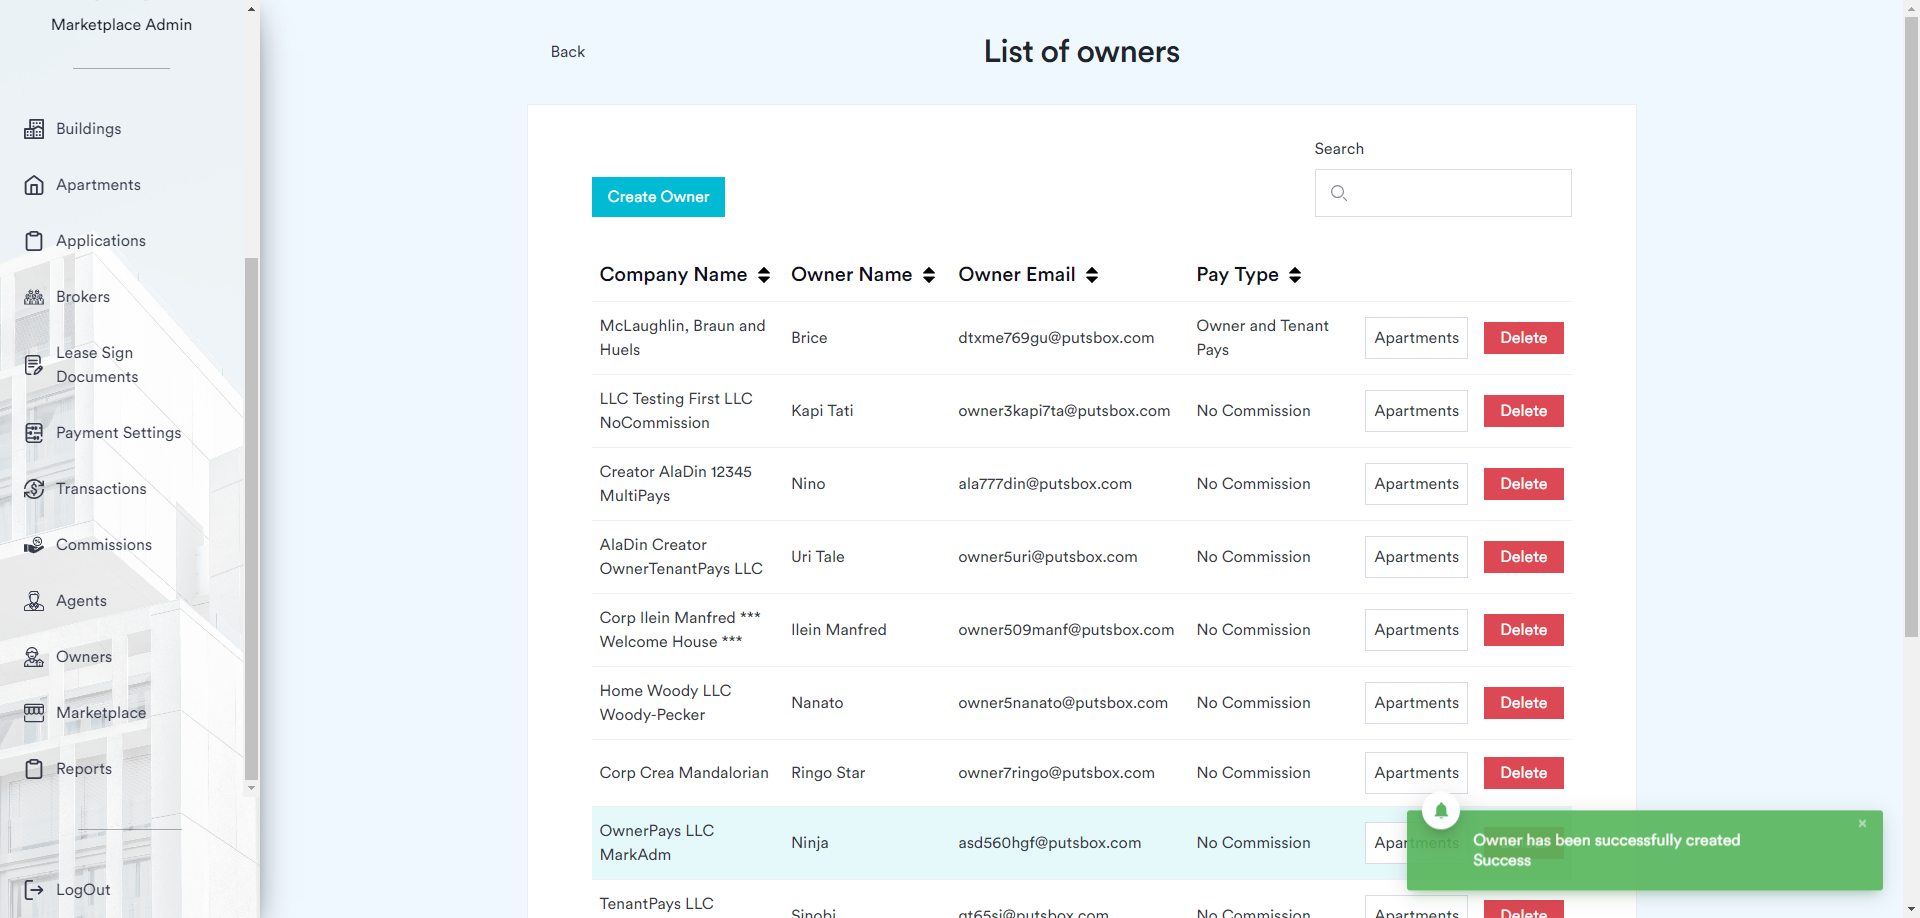 Marketplace Admin
Buildings
Apartments
Applications
Brokers
Lease Sign
Documents
Payment Settings
Transactions
Commissions
Agents
Owners
Marketplace
Reports
LogOut
Back
List of owners
Search
Create Owner
Company Name Owner Name Owner Email Pay Type
McLaughlin, Braun and
Huels
Brice
dtxme769gu@putsbox.com
Owner and Tenant
Pays
Apartments
Delete
LLC Testing First LLC
NoCommission
Kapi Tati
owner3kapi7ta@putsbox.com
No Commission
Apartments
Delete
Creator AlaDin 12345
MultiPays
Nino
ala777din@putsbox.com
No Commission
Apartments
Delete
AlaDin Creator
OwnerTenantPays LLC
Uri Tale
owner5uri@putsbox.com
No Commission
Apartments
Delete
Corp Ilein Manfred ***
Welcome House ***
Ilein Manfred
owner509manf@putsbox.com
No Commission
Apartments
Delete
Home Woody LLC
Woody-Pecker
Nanato
owner5nanato@putsbox.com
No Commission
Apartments
Delete
Corp Crea Mandalorian
Ringo Star
owner7ringo@putsbox.com
No Commission
Apartments
Delete
OwnerPays LLC
MarkAdm
Ninja
asd560hgf@putsbox.com
No Commission
Apartments
Owner has been successfully created
Success
TenantPays LLC
Sinobi
No Commission
Apartments
Delete